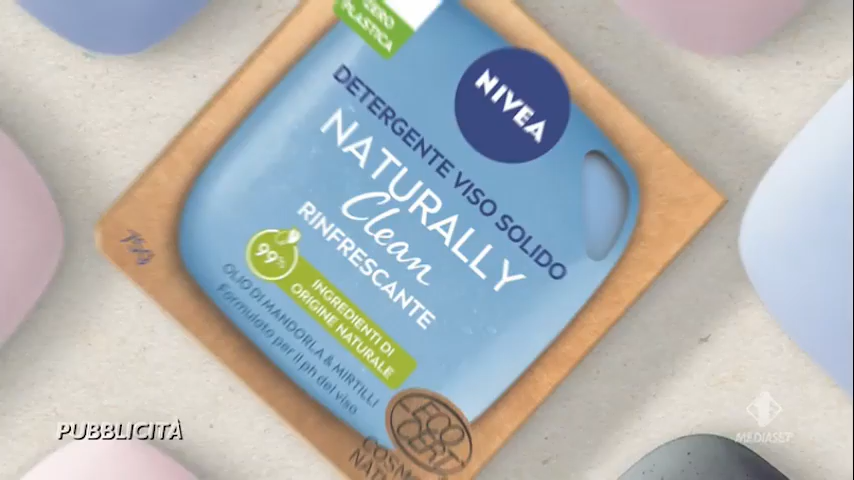 ZERO
PLASTICA
NIVEA
DETERGENTE VISO SOLIDO
NATURALLY
Clean
RINFRESCANTE
99%
INGREDIENTI DI
ORIGINE NATURALE
OLIO DI MANDORLA & MIRTILLI
Formulato per il ph del viso
75g
ECO
CERT
PUBBLICITÀ
MEDIASET